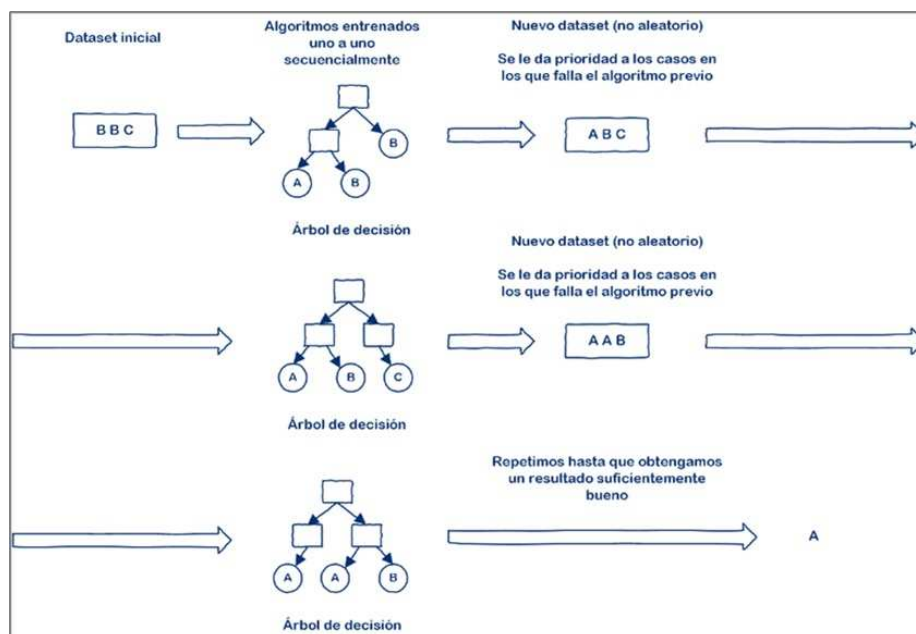 Dataset inicial
Algoritmos entrenados
uno a uno
secuencialmente
Nuevo dataset (no aleatorio)
Se le da prioridad a los casos en
los que falla el algoritmo previo
B B C
B
A
B
A B C
Árbol de decisión
Nuevo dataset (no aleatorio)
Se le da prioridad a los casos en
los que falla el algoritmo previo
A
B
C
A A B
Árbol de decisión
Repetimos hasta que obtengamos
un resultado suficientemente
bueno
A
A
A
B
Árbol de decisión